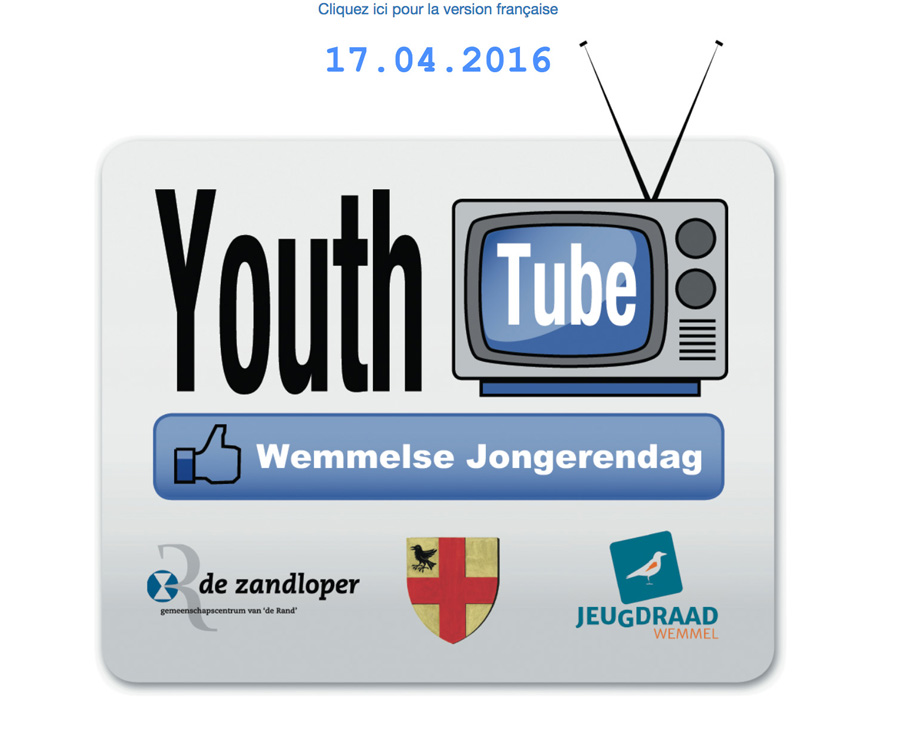 Cliquez ici pour la version française
17.04.2016
Youth Tube
Wemmelse Jongerendag
de zandloper
gemeenschapscentrum van 'de Rand'
JEUGDRAAD
WEMMEL